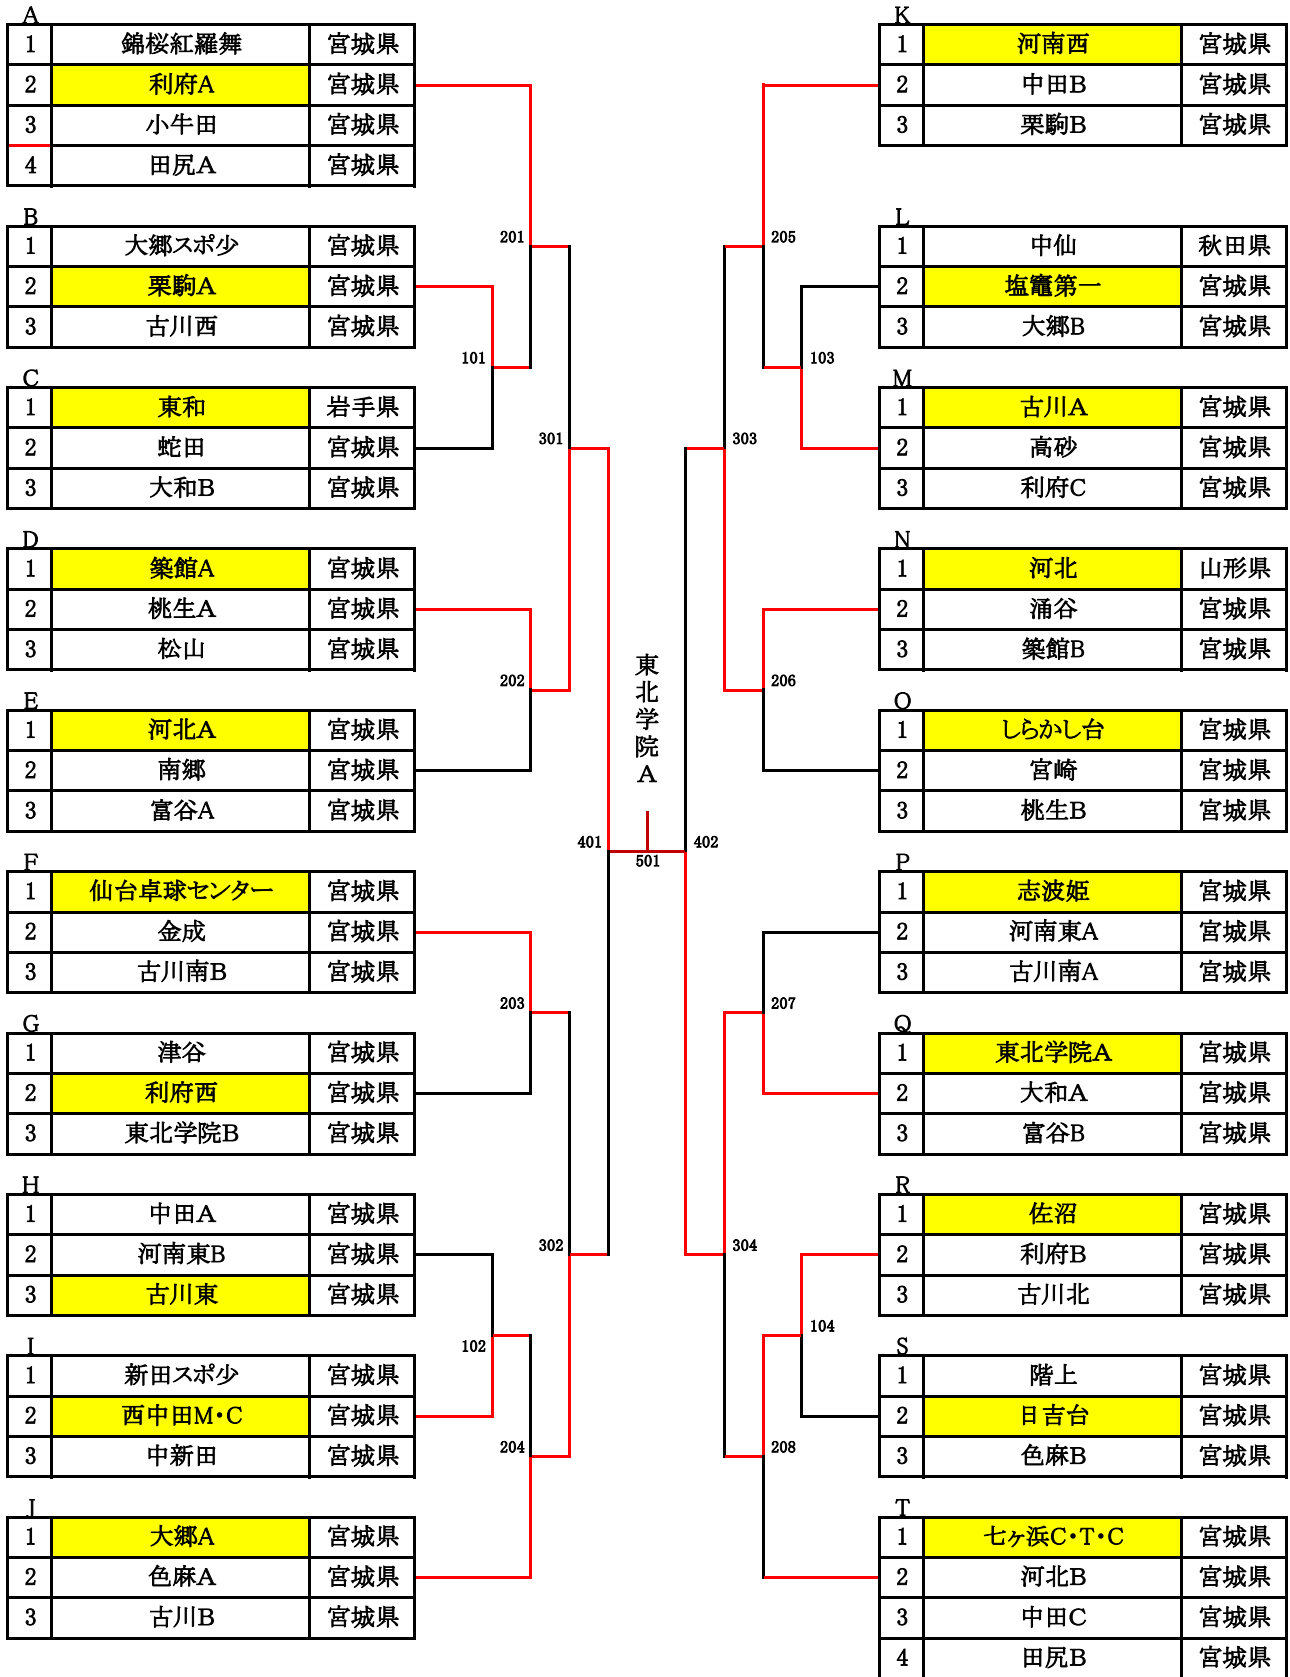 A
1 錦桜紅羅舞 宮城県
2 利府A 宮城県
3 小牛田 宮城県
4 田尻A 宮城県
B
1 大郷スポ少 宮城県
2 栗駒A 宮城県
3 古川西 宮城県
C
1 東和 岩手県
2 蛇田 宮城県
3 大和B 宮城県
D
1 築館A 宮城県
2 桃生A 宮城県
3 松山 宮城県
E
1 河北A 宮城県
2 南郷 宮城県
3 富谷A 宮城県
F
1 仙台卓球センター 宮城県
2 金成 宮城県
3 古川南B 宮城県
G
1 津谷 宮城県
2 利府西 宮城県
3 東北学院B 宮城県
H
1 中田A 宮城県
2 河南東B 宮城県
3 古川東 宮城県
I
1 新田スポ少 宮城県
2 西中田M・C 宮城県
3 中新田 宮城県
J
1 大郷A 宮城県
2 色麻A 宮城県
3 古川B 宮城県
101
102
201
202
203
204
301
302
401
東北学院A
501
402
303
304
205
206
207
208
103
104
K
1 河南西 宮城県
2 中田B 宮城県
3 栗駒B 宮城県
L
1 中仙 秋田県
2 塩竈第一 宮城県
3 大郷B 宮城県
M
1 古川A 宮城県
2 高砂 宮城県
3 利府C 宮城県
N
1 河北 山形県
2 涌谷 宮城県
3 築館B 宮城県
O
1 しらかし台 宮城県
2 宮崎 宮城県
3 桃生B 宮城県
P
1 志波姫 宮城県
2 河南東A 宮城県
3 古川南A 宮城県
Q
1 東北学院A 宮城県
2 大和A 宮城県
3 富谷B 宮城県
R
1 佐沼 宮城県
2 利府B 宮城県
3 古川北 宮城県
S
1 階上 宮城県
2 日吉台 宮城県
3 色麻B 宮城県
T
1 七ヶ浜C・T・C 宮城県
2 河北B 宮城県
3 中田C 宮城県
4 田尻B 宮城県